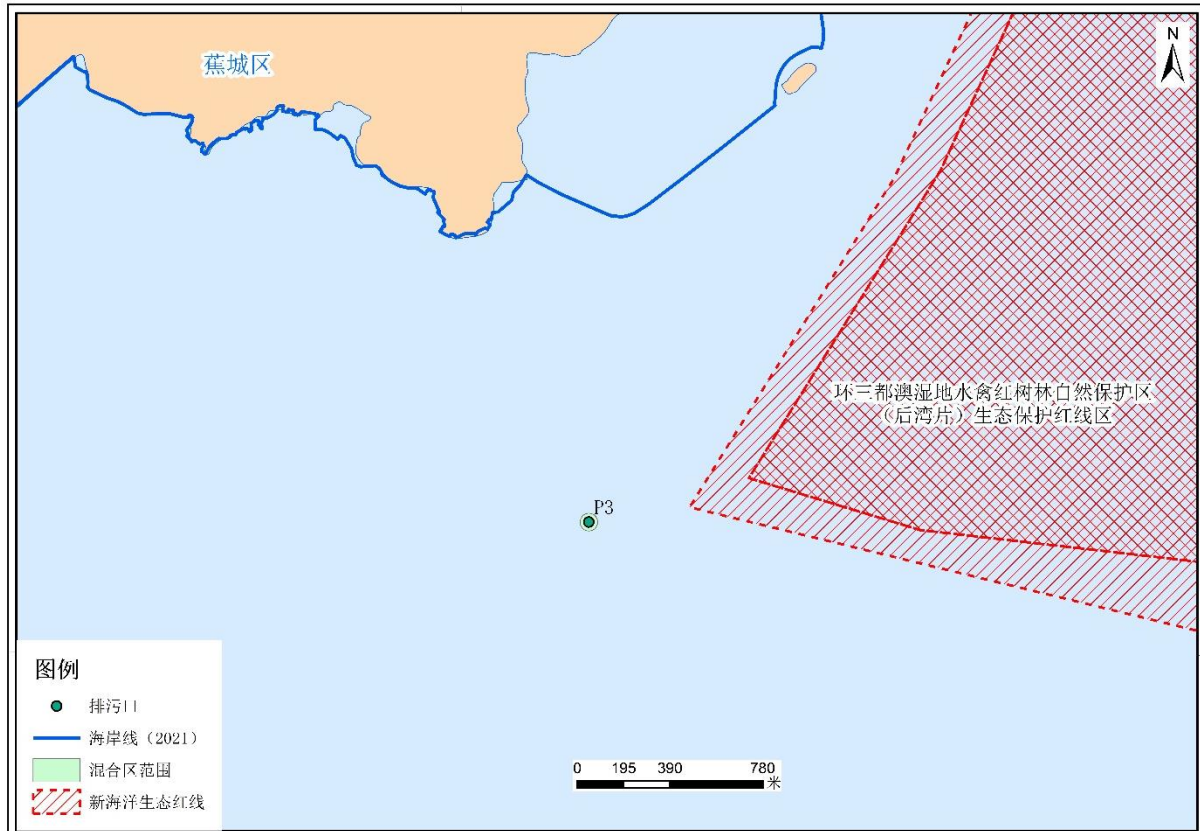 蕉城区
N
环三都澳湿地水禽红树林自然保护区
（后湾片）生态保护红线区
P3
图例
排污口
海岸线（2021）
混合区范围
新海洋生态红线
0 195 390 780
米